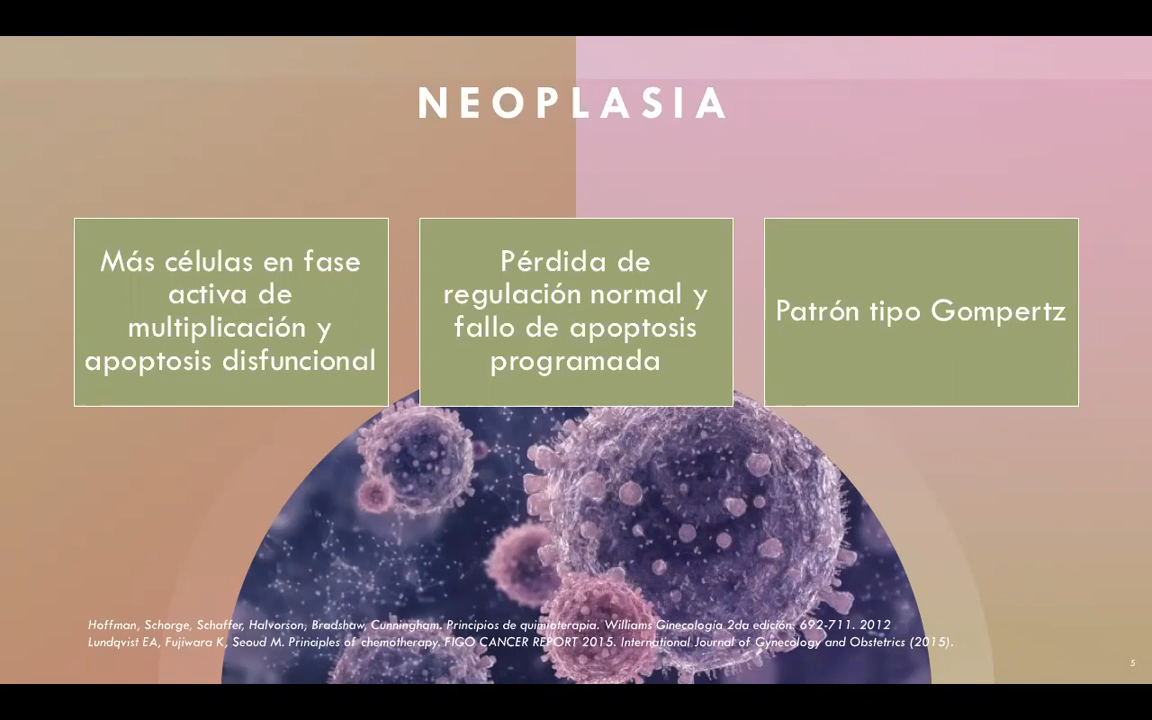 NEOPLASIA
Más células en fase
activa de
multiplicación y
apoptosis disfuncional
Pérdida de
regulación normal y
fallo de apoptosis
programada
Patrón tipo Gompertz
Hoffman, Schorge, Schaffer, Halvorson, Bradshaw, Cunningham. Principios de quimioterapia. Williams Ginecología 2da edición: 692-711. 2012
Lundqvist EA, Fujiwara K, Seoud M. Principles of chemotherapy. FIGO CANCER REPORT 2015. International Journal of Gynecology and Obstetrics (2015).
5